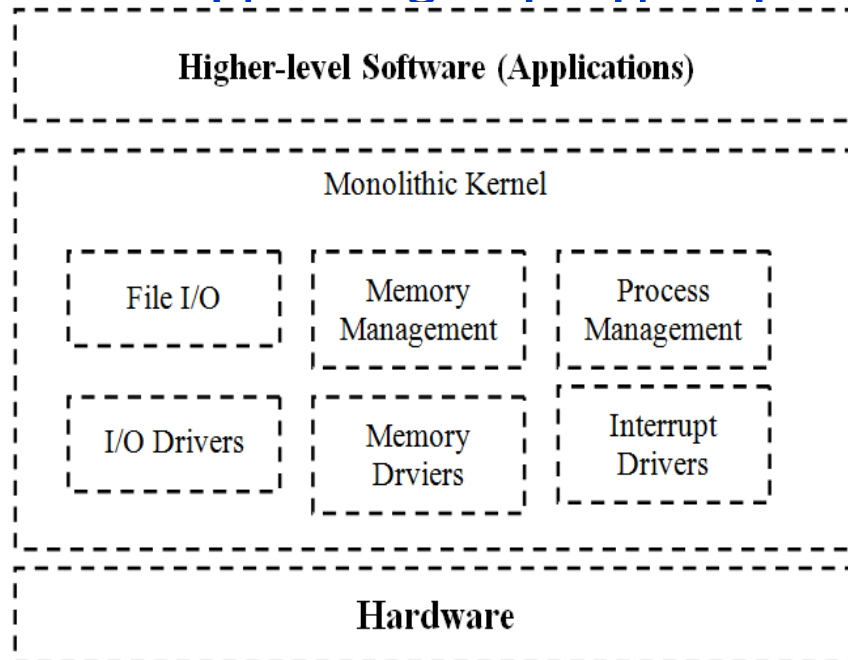 Higher-level Software (Applications)
Monolithic Kernel
File I/O
Memory
Management
Process
Management
I/O Drivers
Memory
Drviers
Interrupt
Drivers
Hardware